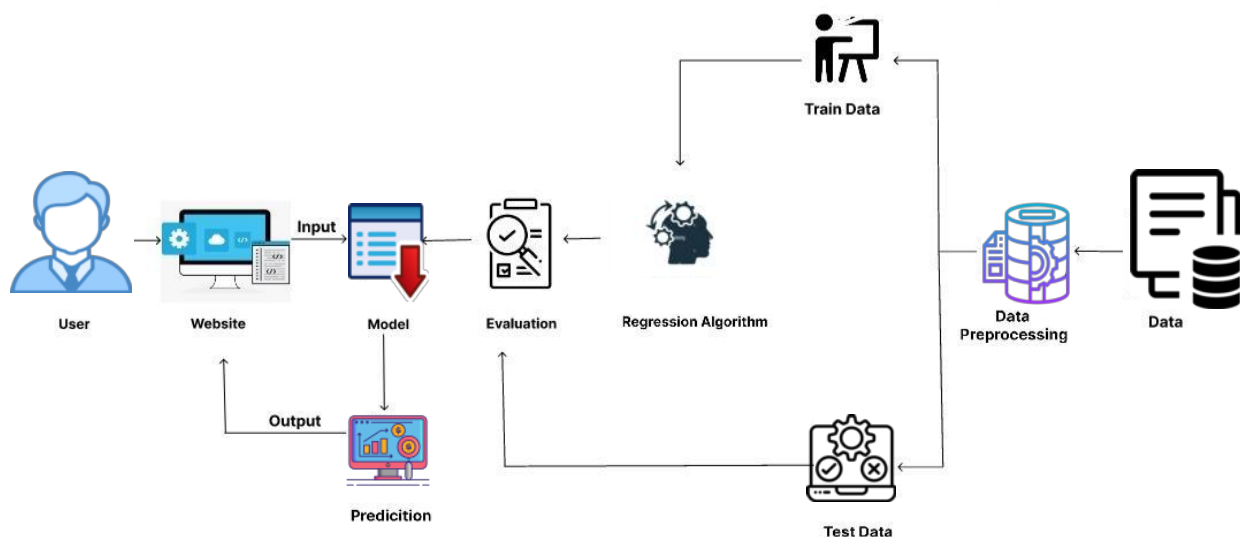 Train Data
Input
User
Website
Model
Evaluation
Regression Algorithm
Data
Preprocessing
Data
Output
Predicition
Test Data